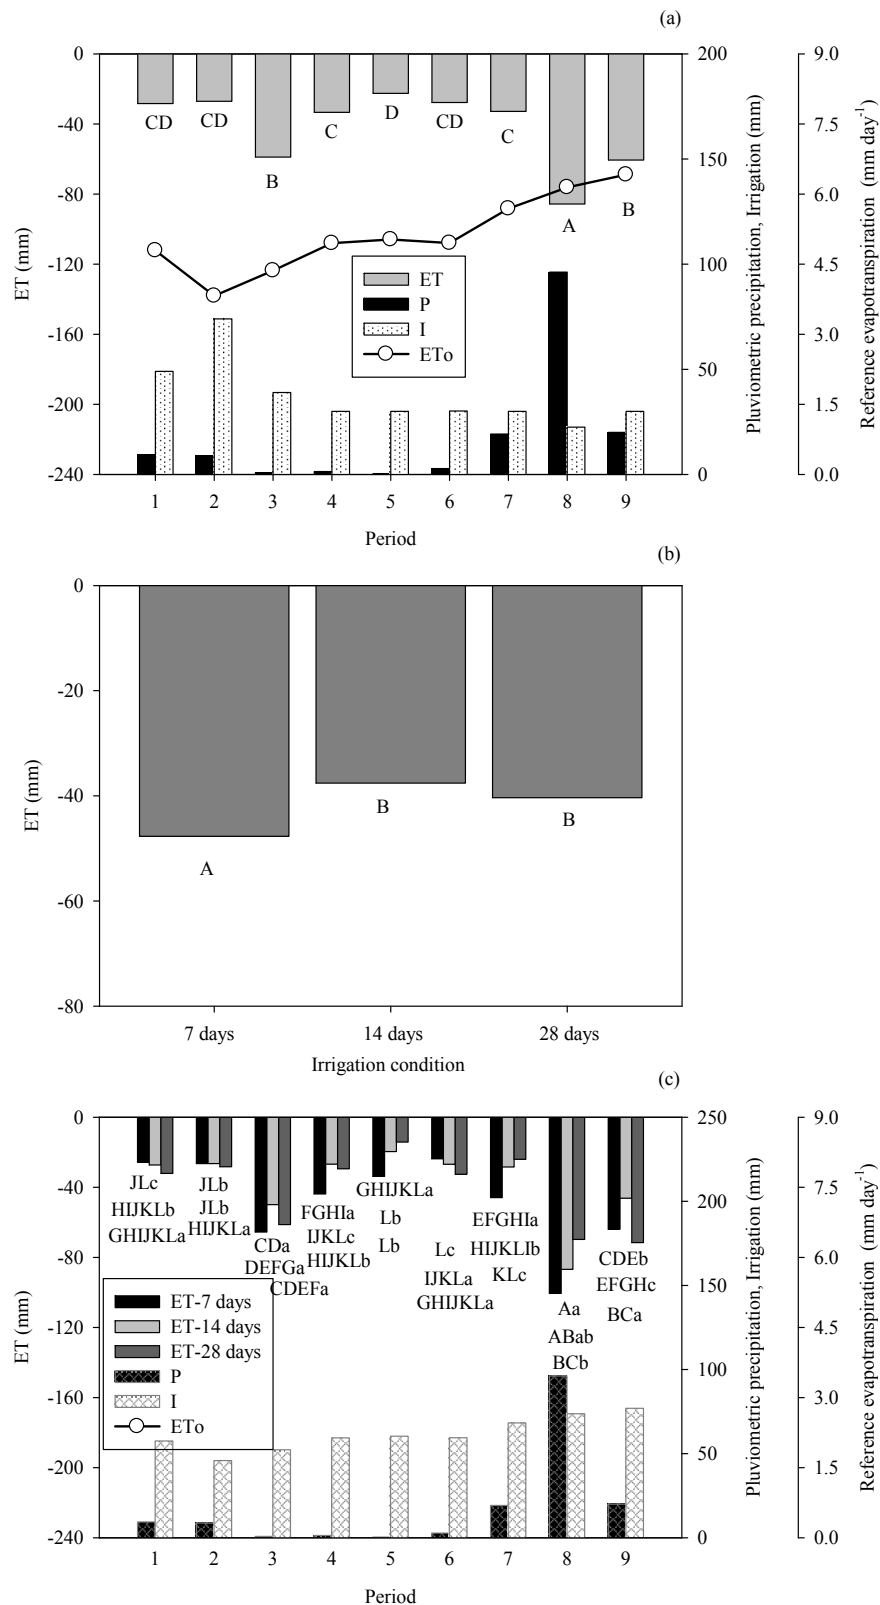 (a)
0
-40
-80
-120
-160
-200
-240
ET (mm)
200
150
100
50
0
Pluviometric precipitation, Irrigation (mm)
9.0
7.5
6.0
4.5
3.0
1.5
0.0
Reference evapotranspiration (mm day-1)
CD
CD
B
C
D
CD
C
A
B
ET
P
I
ETo
1 2 3 4 5 6 7 8 9
Period
(b)
0
-20
-40
-60
-80
ET (mm)
A
B
B
7 days 14 days 28 days
Irrigation condition
(c)
0
-40
-80
-120
-160
-200
-240
ET (mm)
250
200
150
100
50
0
Pluviometric precipitation, Irrigation (mm)
9.0
7.5
6.0
4.5
3.0
1.5
0.0
Reference evapotranspiration (mm day-1)
JLc
HIJKLb
GHIJKLa
JLb
JLb
HIJKLa
CDa
DEFGa
CDEFa
FGHIa
IJKLc
HIJKLb
GHIJKLa
Lb
Lb
Lc
IJKLa
GHIJKLa
EFGHIa
HIJKLIb
KLc
Aa
ABab
BCb
CDEb
EFGHc
BCa
ET-7 days
ET-14 days
ET-28 days
P
I
ETo
1 2 3 4 5 6 7 8 9
Period